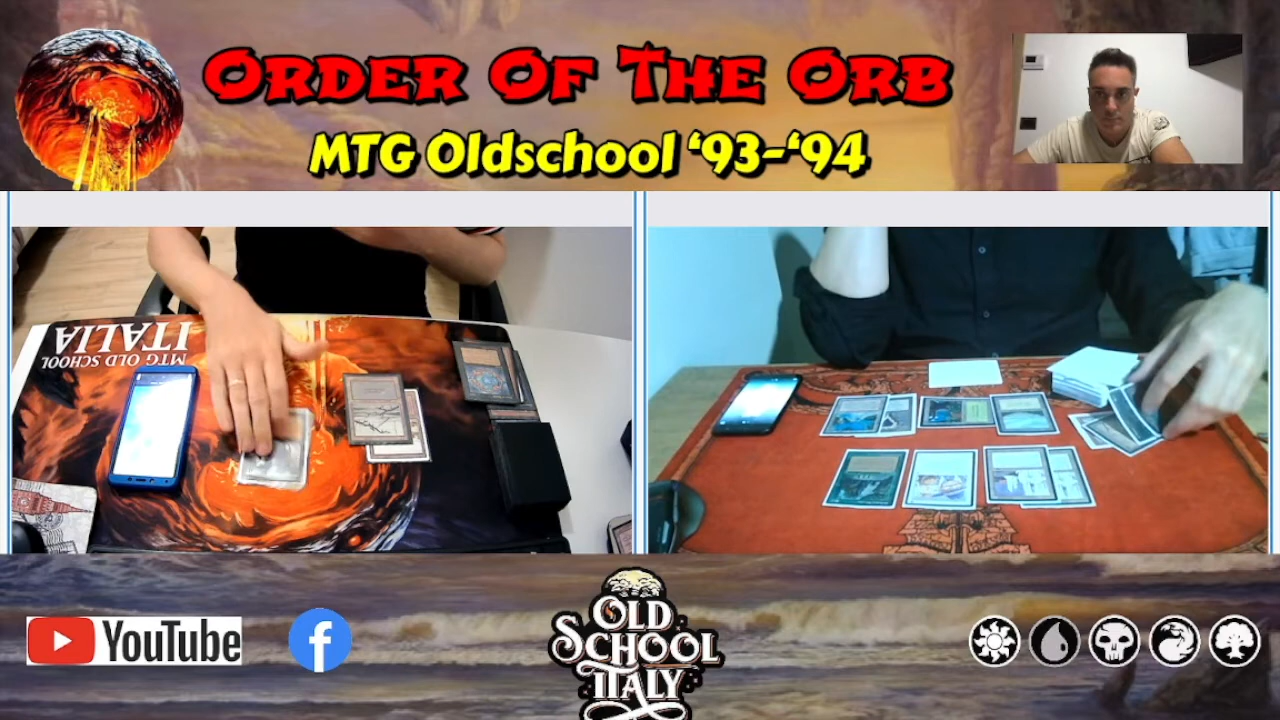 ORDER OF THE ORB
MTG Oldschool ‘93-‘94
MTG OLD SCHOOL
ITALIA
YouTube
f
OLD
SCHOOL
ITALY